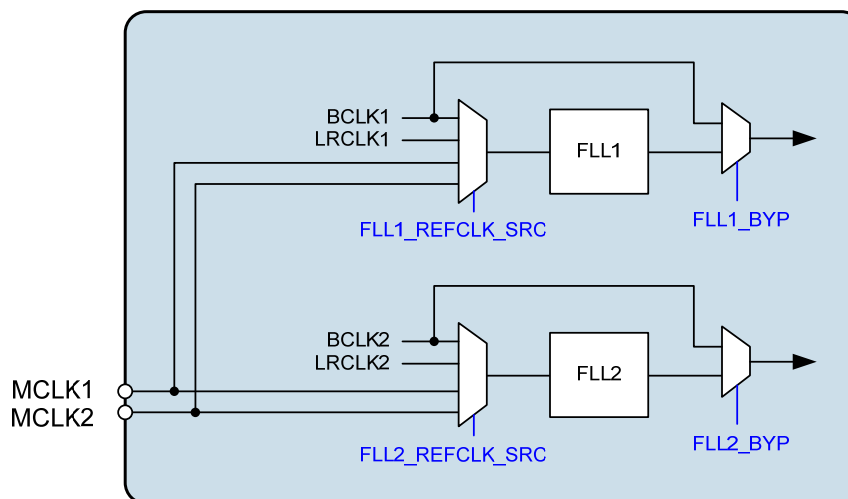 BCLK1
LRCLK1
FLL1
FLL1_REFCLK_SRC
FLL1_BYP
BCLK2
LRCLK2
FLL2
MCLK1
MCLK2
FLL2_REFCLK_SRC
FLL2_BYP